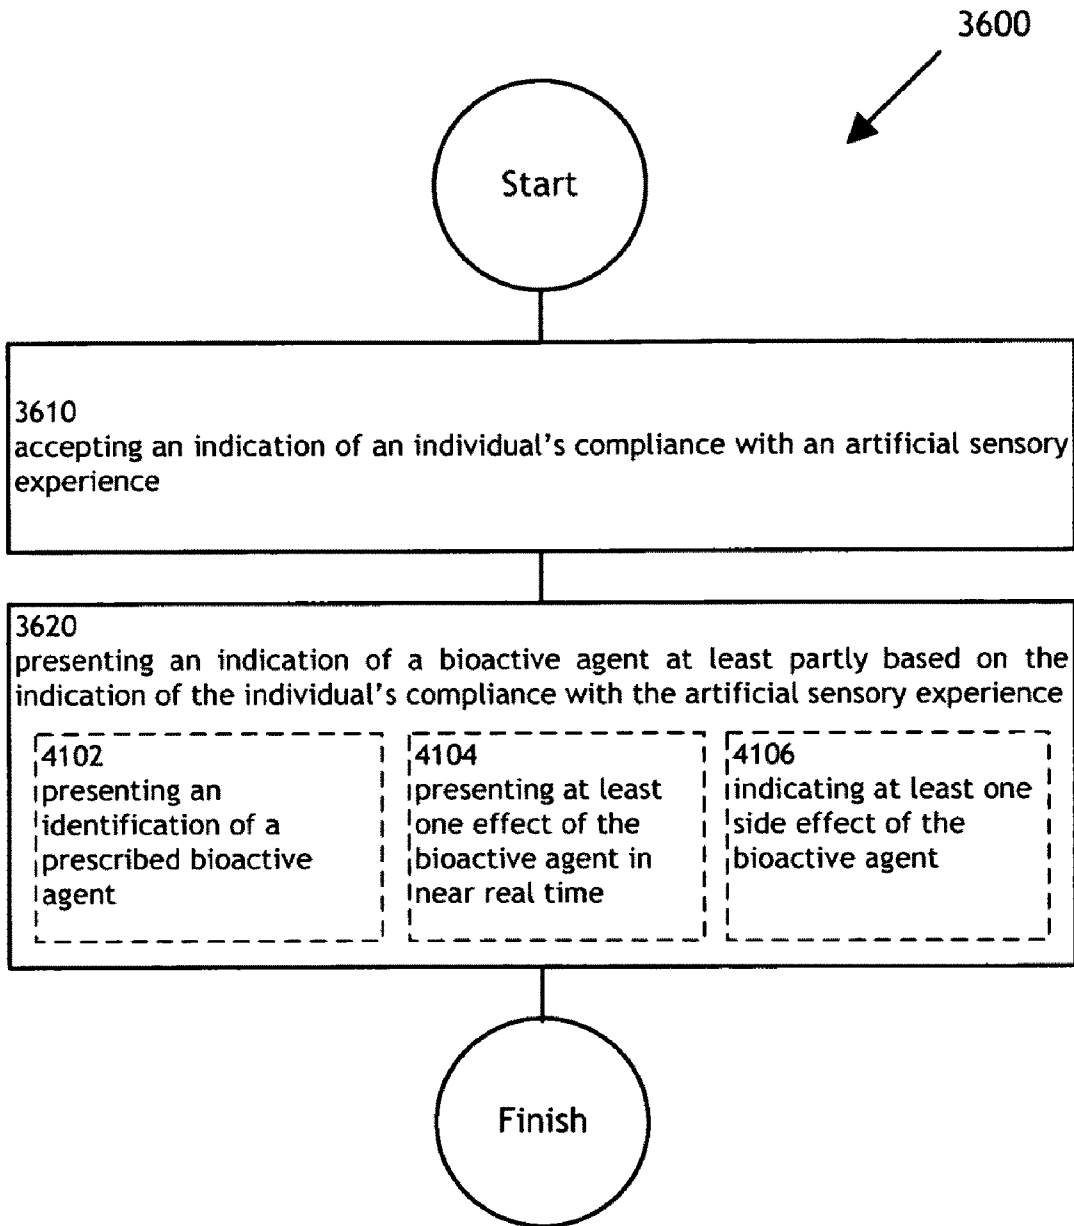 3600
Start
3610
accepting an indication of an individual's compliance with an artificial sensory
experience
3620
presenting an indication of a bioactive agent at least partly based on the
indication of the individual's compliance with the artificial sensory experience
4102
presenting an
identification of a
prescribed bioactive
agent
4104
presenting at least
one effect of the
bioactive agent in
near real time
4106
indicating at least one
side effect of the
bioactive agent
Finish